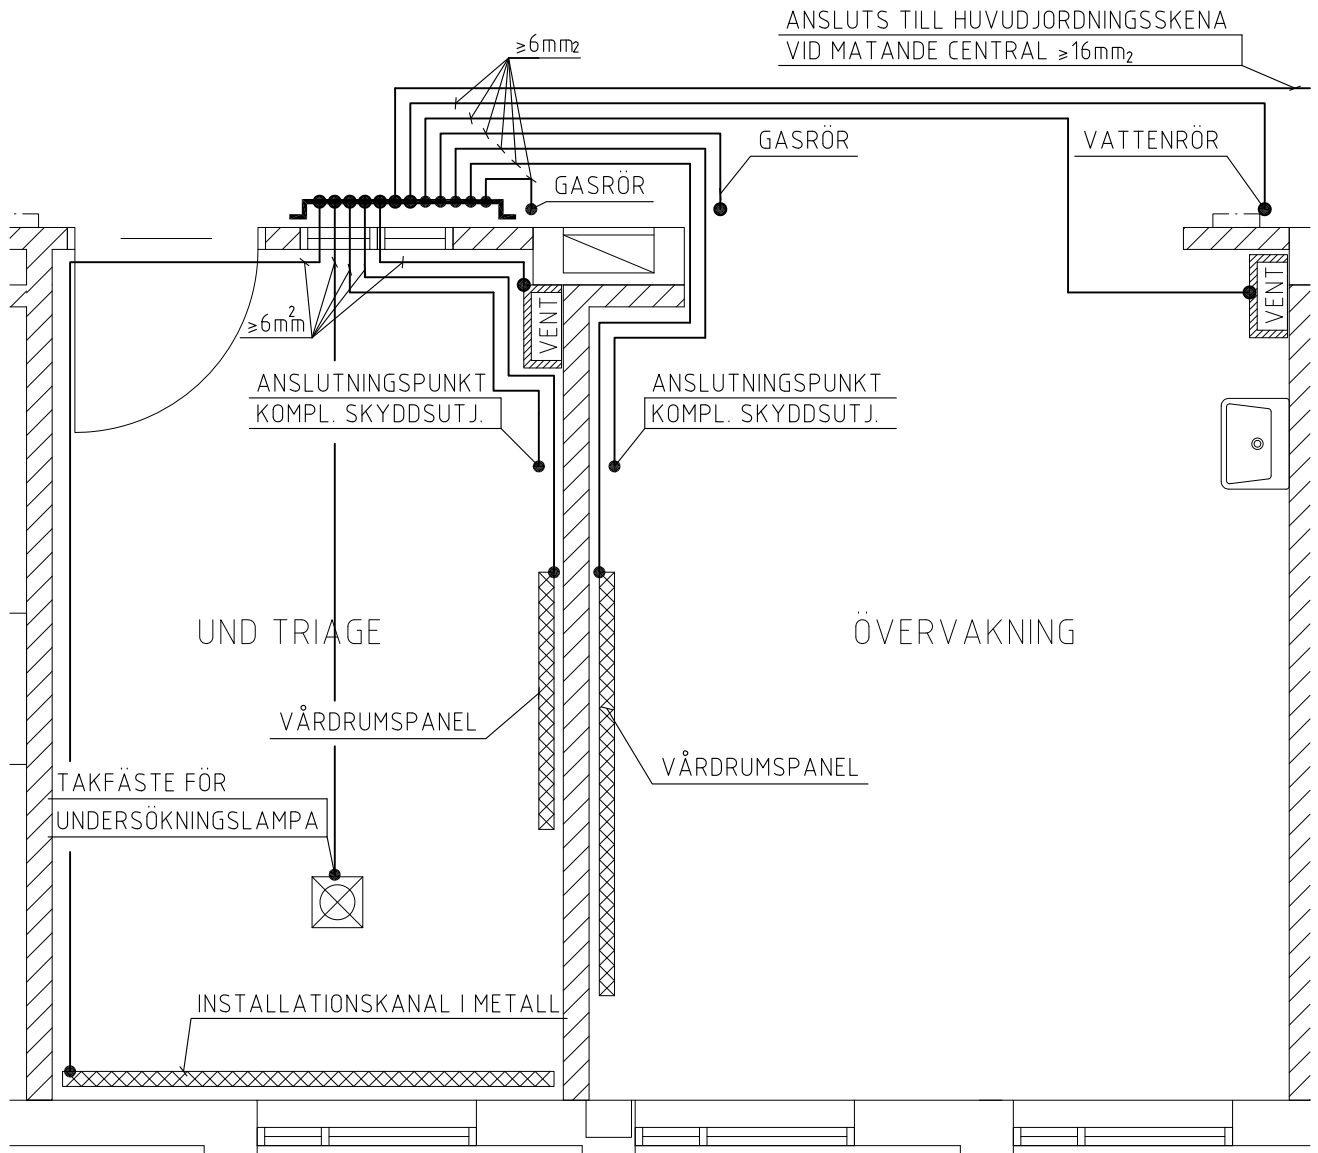 ANSLUTS TILL HUVUDJORDNINGSSKENA
VID MATANDE CENTRAL ≥16mm2
≥6mm2
GASRÖR
VATTENRÖR
GASRÖR
≥6mm2
VENT
VENT
ANSLUTNINGSPUNKT
KOMPL. SKYDDSUTJ.
ANSLUTNINGSPUNKT
KOMPL. SKYDDSUTJ.
UND TRIAGE
ÖVERVAKNING
VÅRDRUMSPANEL
VÅRDRUMSPANEL
TAKFÄSTE FÖR
UNDERSÖKNINGSLAMPA
INSTALLATIONSKANAL I METALL